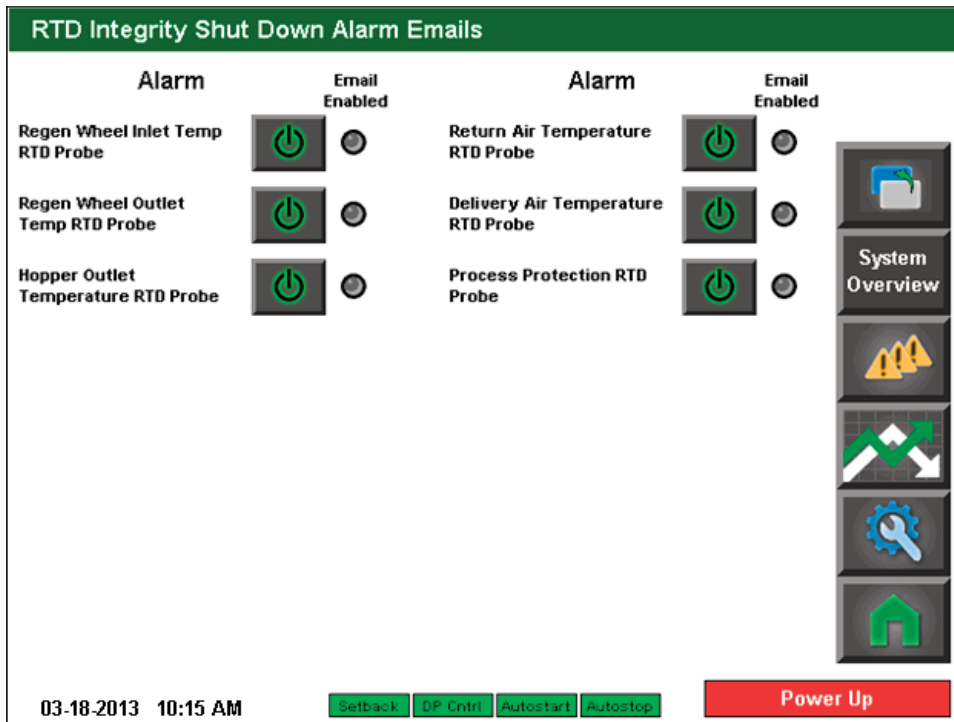 RTD Integrity Shut Down Alarm Emails
Alarm
Email
Enabled
Regen Wheel Inlet Temp
RTD Probe
Regen Wheel Outlet
Temp RTD Probe
Hopper Outlet
Temperature RTD Probe
Alarm
Email
Enabled
Return Air Temperature
RTD Probe
Delivery Air Temperature
RTD Probe
Process Protection RTD
Probe
System
Overview
03-18-2013 10:15 AM
Setback
DP Cntrl
Autostart
Autostop
Power Up